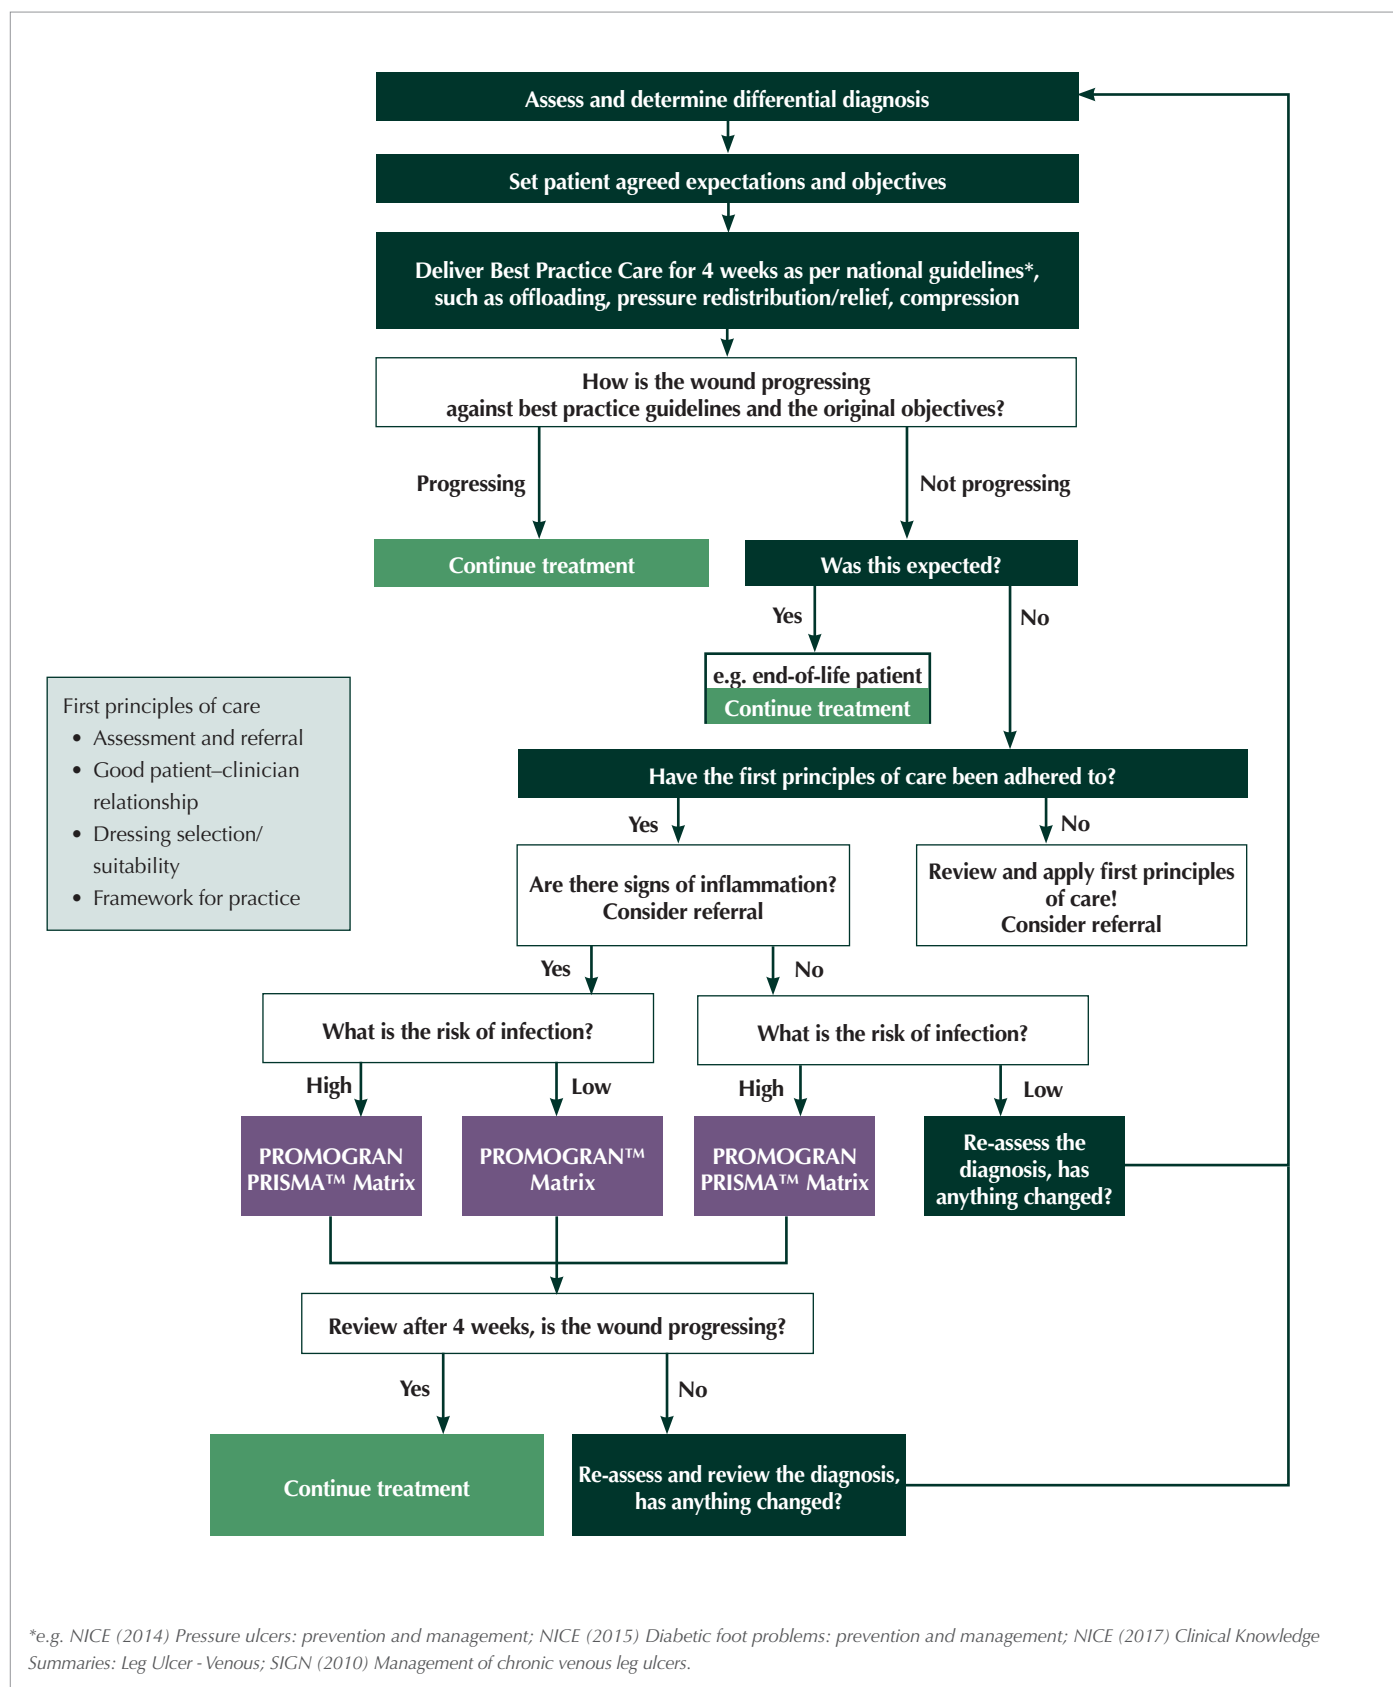 Assess and determine differential diagnosis
Set patient agreed expectations and objectives
Deliver Best Practice Care for 4 weeks as per national guidelines*,
such as offloading, pressure redistribution/relief, compression
How is the wound progressing
against best practice guidelines and the original objectives?
Progressing
Not progressing
Continue treatment
Was this expected?
Yes
No
e.g. end-of-life patient
Continue treatment
First principles of care
• Assessment and referral
• Good patient–clinician
relationship
• Dressing selection/
suitability
• Framework for practice
Have the first principles of care been adhered to?
Yes
No
Are there signs of inflammation?
Consider referral
Review and apply first principles
of care!
Consider referral
Yes
No
What is the risk of infection?
What is the risk of infection?
High
Low
High
Low
PROMOGRAN
PRISMA™ Matrix
PROMOGRAN™
Matrix
PROMOGRAN
PRISMA™ Matrix
Re-assess the
diagnosis, has
anything changed?
Review after 4 weeks, is the wound progressing?
Yes
No
Continue treatment
Re-assess and review the diagnosis,
has anything changed?
*e.g. NICE (2014) Pressure ulcers: prevention and management; NICE (2015) Diabetic foot problems: prevention and management; NICE (2017) Clinical Knowledge
Summaries: Leg Ulcer - Venous; SIGN (2010) Management of chronic venous leg ulcers.